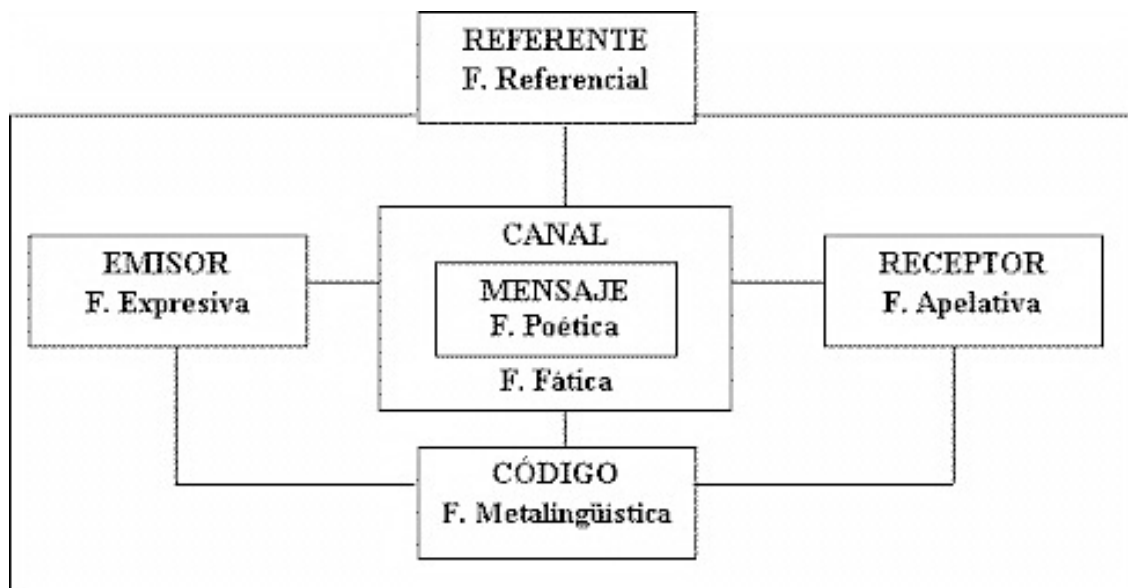 REFERENTE
F. Referencial
CANAL
EMISOR
F. Expresiva
MENSAJE
F. Poética
RECEPTOR
F. Apelativa
F. Fática
CÓDIGO
F. Metalingüística